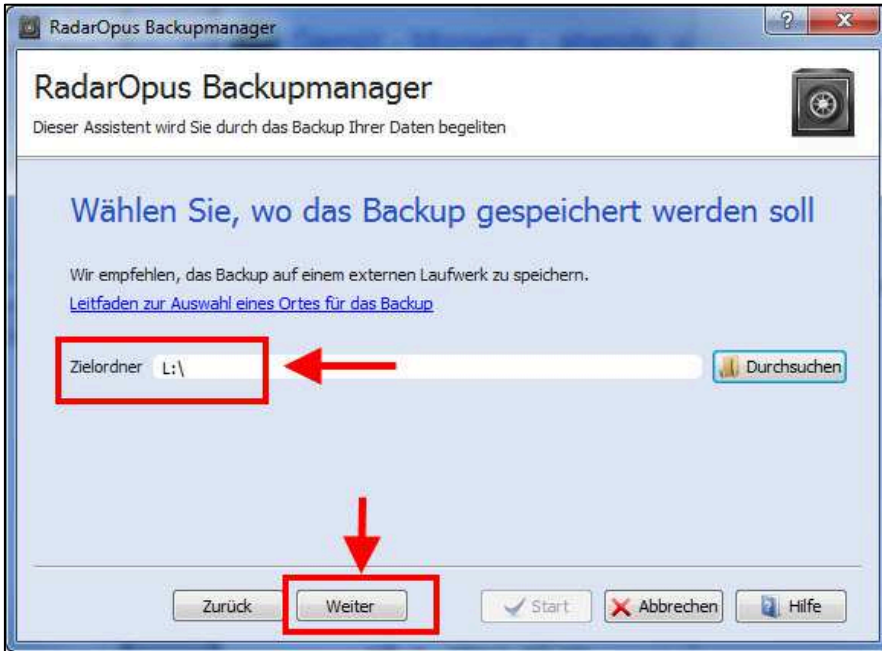 RadarOpus Backupmanager
RadarOpus Backupmanager
Dieser Assistent wird Sie durch das Backup Ihrer Daten begeliten
Wählen Sie, wo das Backup gespeichert werden soll
Wir empfehlen, das Backup auf einem externen Laufwerk zu speichern.
Leitfaden zur Auswahl eines Ortes für das Backup
Zielordner L:\ Durchsuchen
Zurück Weiter Start Abbrechen Hilfe